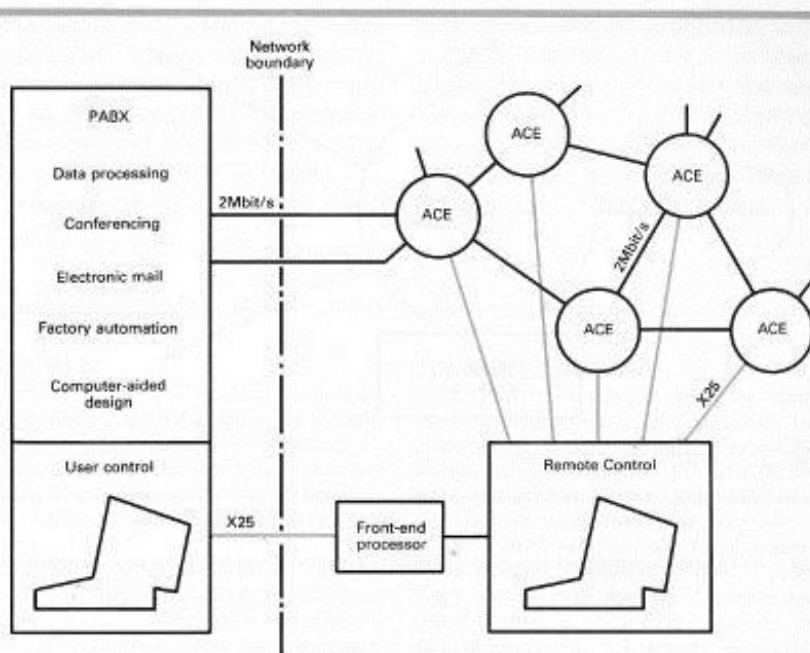 Network
boundary
PABX
Data processing
Conferencing
Electronic mail
Factory automation
Computer-aided
design
User control
2Mbit/s
X25
ACE
ACE
ACE
ACE
ACE
2Mbit/s
X25
Front-end
processor
Remote Control